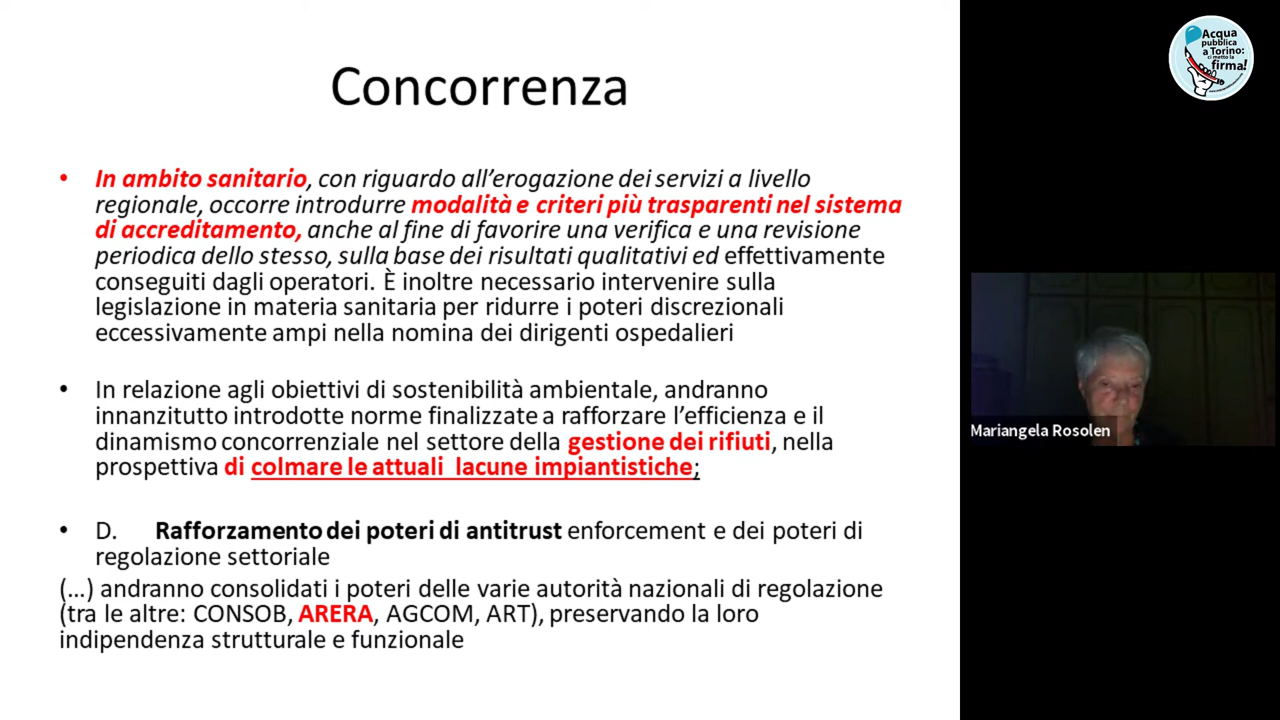 Concorrenza
• In ambito sanitario, con riguardo all’erogazione dei servizi a livello
regionale, occorre introdurre modalità e criteri più trasparenti nel sistema
di accreditamento, anche al fine di favorire una verifica e una revisione
periodica dello stesso, sulla base dei risultati qualitativi ed effettivamente
conseguiti dagli operatori. È inoltre necessario intervenire sulla
legislazione in materia sanitaria per ridurre i poteri discrezionali
eccessivamente ampi nella nomina dei dirigenti ospedalieri
• In relazione agli obiettivi di sostenibilità ambientale, andranno
innanzitutto introdotte norme finalizzate a rafforzare l’efficienza e il
dinamismo concorrenziale nel settore della gestione dei rifiuti, nella
prospettiva di colmare le attuali lacune impiantistiche;
• D. Rafforzamento dei poteri di antitrust enforcement e dei poteri di
regolazione settoriale
(...) andranno consolidati i poteri delle varie autorità nazionali di regolazione
(tra le altre: CONSOB, ARERA, AGCOM, ART), preservando la loro
indipendenza strutturale e funzionale
Acqua
pubblica
a Torino:
ci metto la
firma!
Mariangela Rosolen